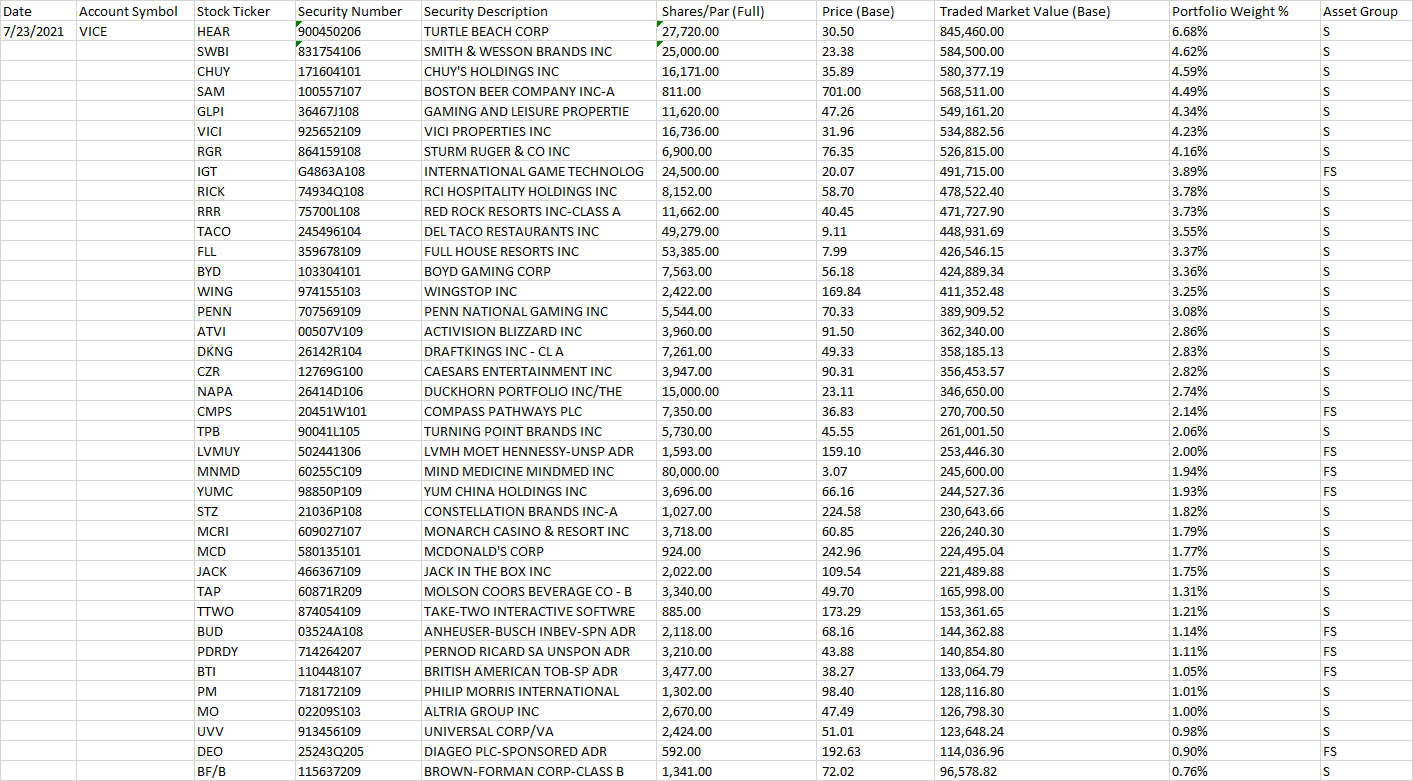 Date Account Symbol Stock Ticker Security Number Security Description Shares/Par (Full) Price (Base) Traded Market Value (Base) Portfolio Weight % Asset Group
7/23/2021 VICE HEAR 900450206 TURTLE BEACH CORP 27,720.00 30.50 845,460.00 6.68% S
SWBI 831754106 SMITH & WESSON BRANDS INC 25,000.00 23.38 584,500.00 4.62% S
CHUY 171604101 CHUY'S HOLDINGS INC 16,171.00 35.89 580,377.19 4.59% S
SAM 100557107 BOSTON BEER COMPANY INC-A 811.00 701.00 568,511.00 4.49% S
GLPI 36467J108 GAMING AND LEISURE PROPERTIE 11,620.00 47.26 549,161.20 4.34% S
VICI 925652109 VICI PROPERTIES INC 16,736.00 31.96 534,882.56 4.23% S
RGR 864159108 STURM RUGER & CO INC 6,900.00 76.35 526,815.00 4.16% S
IGT G4863A108 INTERNATIONAL GAME TECHNOLOG 24,500.00 20.07 491,715.00 3.89% FS
RICK 74934Q108 RCI HOSPITALITY HOLDINGS INC 8,152.00 58.70 478,522.40 3.78% S
RRR 75700L108 RED ROCK RESORTS INC-CLASS A 11,662.00 40.45 471,727.90 3.73% S
TACO 245496104 DEL TACO RESTAURANTS INC 49,279.00 9.11 448,931.69 3.55% S
FLL 359678109 FULL HOUSE RESORTS INC 53,385.00 7.99 426,546.15 3.37% S
BYD 103304101 BOYD GAMING CORP 7,563.00 56.18 424,889.34 3.36% S
WING 974155103 WINGSTOP INC 2,422.00 169.84 411,352.48 3.25% S
PENN 707569109 PENN NATIONAL GAMING INC 5,544.00 70.33 389,909.52 3.08% S
ATVI 00507V109 ACTIVISION BLIZZARD INC 3,960.00 91.50 362,340.00 2.86% S
DKNG 26142R104 DRAFTKINGS INC - CL A 7,261.00 49.33 358,185.13 2.83% S
CZR 12769G100 CAESARS ENTERTAINMENT INC 3,947.00 90.31 356,453.57 2.82% S
NAPA 26414D106 DUCKHORN PORTFOLIO INC/THE 15,000.00 23.11 346,650.00 2.74% S
CMPS 20451W101 COMPASS PATHWAYS PLC 7,350.00 36.83 270,700.50 2.14% FS
TPB 90041L105 TURNING POINT BRANDS INC 5,730.00 45.55 261,001.50 2.06% S
LVMUY 502441306 LVMH MOET HENNESSY-UNSP ADR 1,593.00 159.10 253,446.30 2.00% FS
MNMD 60255C109 MIND MEDICINE MINDMED INC 80,000.00 3.07 245,600.00 1.94% FS
YUMC 98850P109 YUM CHINA HOLDINGS INC 3,696.00 66.16 244,527.36 1.93% FS
STZ 21036P108 CONSTELLATION BRANDS INC-A 1,027.00 224.58 230,643.66 1.82% S
MCRI 609027107 MONARCH CASINO & RESORT INC 3,718.00 60.85 226,240.30 1.79% S
MCD 580135101 MCDONALD'S CORP 924.00 242.96 224,495.04 1.77% S
JACK 466367109 JACK IN THE BOX INC 2,022.00 109.54 221,489.88 1.75% S
TAP 60871R209 MOLSON COORS BEVERAGE CO - B 3,340.00 49.70 165,998.00 1.31% S
TTWO 874054109 TAKE-TWO INTERACTIVE SOFTWRE 885.00 173.29 153,361.65 1.21% S
BUD 03524A108 ANHEUSER-BUSCH INBEV-SPN ADR 2,118.00 68.16 144,362.88 1.14% FS
PDRDY 714264207 PERNOD RICARD SA UNSPON ADR 3,210.00 43.88 140,854.80 1.11% FS
BTI 110448107 BRITISH AMERICAN TOB-SP ADR 3,477.00 38.27 133,064.79 1.05% FS
PM 718172109 PHILIP MORRIS INTERNATIONAL 1,302.00 98.40 128,116.80 1.01% S
MO 02209S103 ALTRIA GROUP INC 2,670.00 47.49 126,798.30 1.00% S
UVV 913456109 UNIVERSAL CORP/VA 2,424.00 51.01 123,648.24 0.98% S
DEO 25243Q205 DIAGEO PLC-SPONSORED ADR 592.00 192.63 114,036.96 0.90% FS
BF/B 115637209 BROWN-FORMAN CORP-CLASS B 1,341.00 72.02 96,578.82 0.76% S